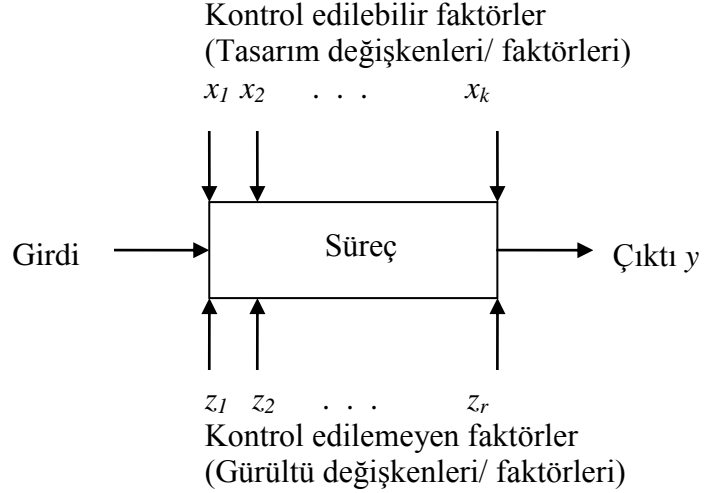 Kontrol edilebilir faktörler
(Tasarım değişkenleri/ faktörleri)
x1 x2 . . . xk
Girdi Süreç Çıktı y
z1 z2 . . . zr
Kontrol edilemeyen faktörler
(Gürültü değişkenleri/ faktörleri)